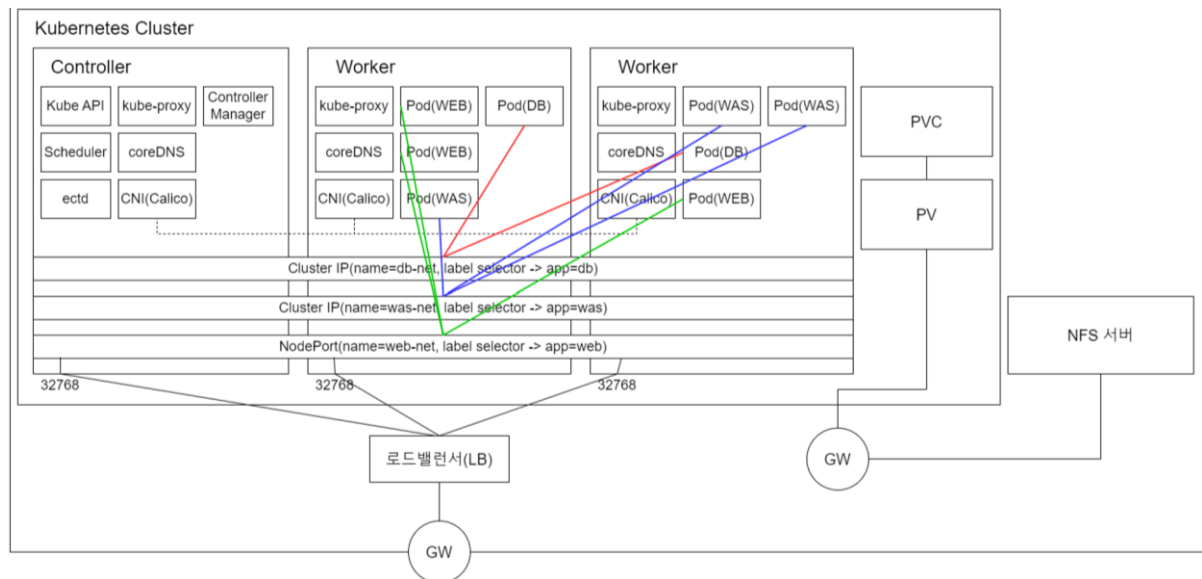 Kubernetes Cluster
Controller
Kube API
kube-proxy
Controller
Manager
Scheduler
coreDNS
ectd
CNI(Calico)
Worker
kube-proxy
Pod(WEB)
Pod(DB)
coreDNS
Pod(WEB)
CNI(Calico)
Pod(WAS)
Worker
kube-proxy
Pod(WAS)
Pod(WAS)
coreDNS
Pod(DB)
CNI(Calico)
Pod(WEB)
PVC
PV
Cluster IP(name=db-net, label selector -> app=db)
Cluster IP(name=was-net, label selector -> app=was)
NodePort(name=web-net, label selector -> app=web)
32768
32768
32768
NFS 서버
로드밸런서(LB)
GW
GW